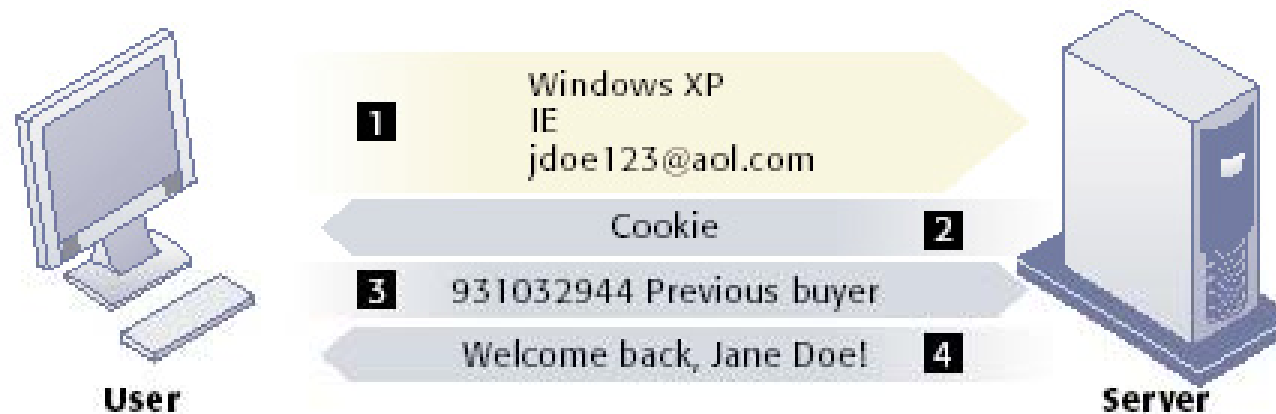 Windows XP
1
IE
jdoe123@aol.com
Cookie 2
3 931032944 Previous buyer
Welcome back, Jane Doe! 4
User
Server